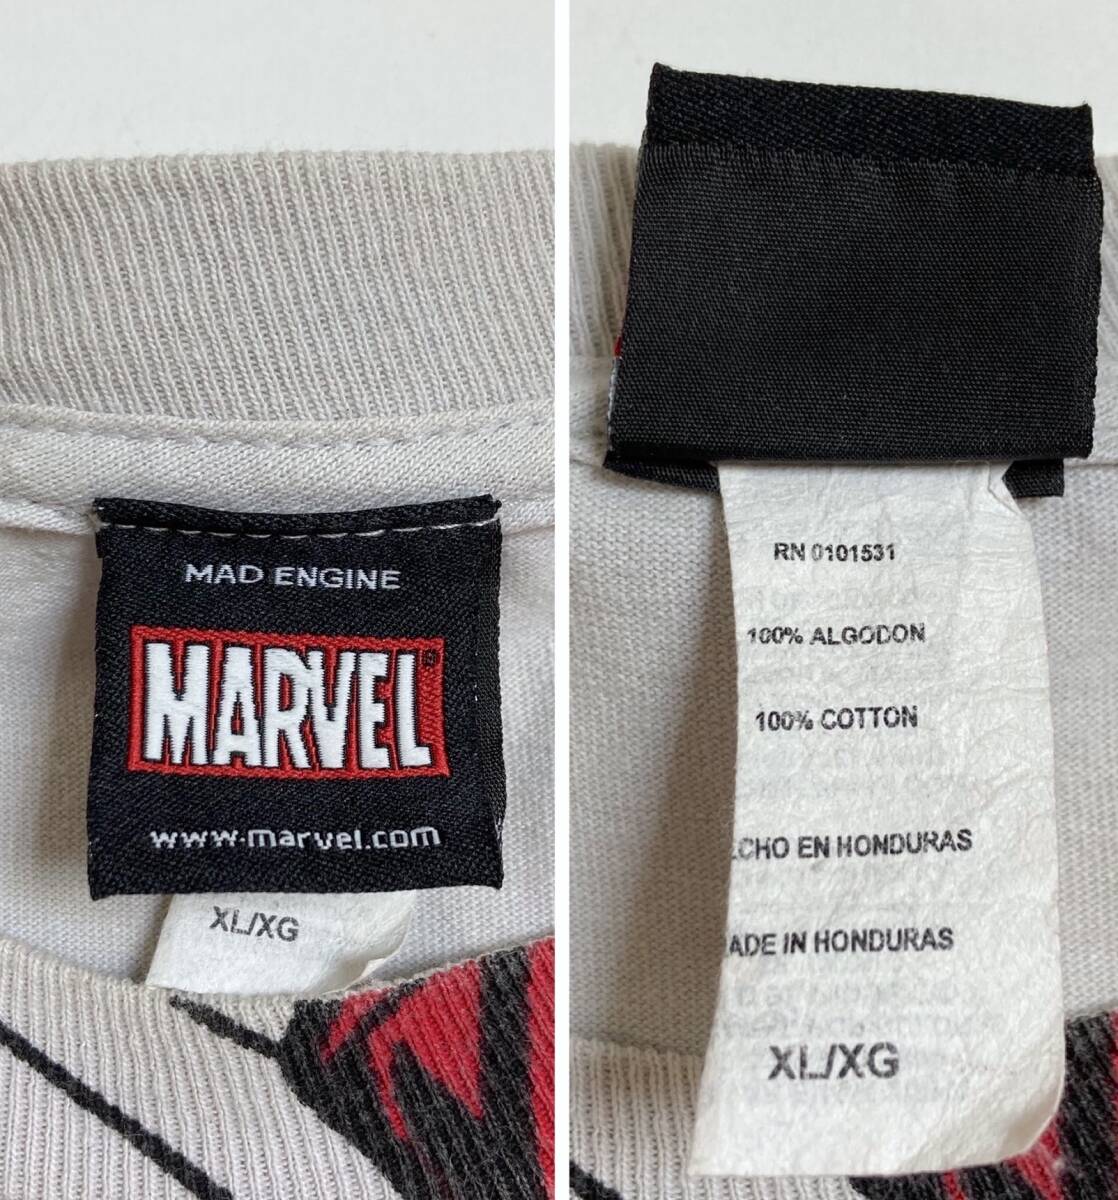 MAD ENGINE
MARVEL®
www.marvel.com
XL/XG
RN 0101531
100% ALGODON
100% COTTON
CHO EN HONDURAS
ADE IN HONDURAS
XL/XG